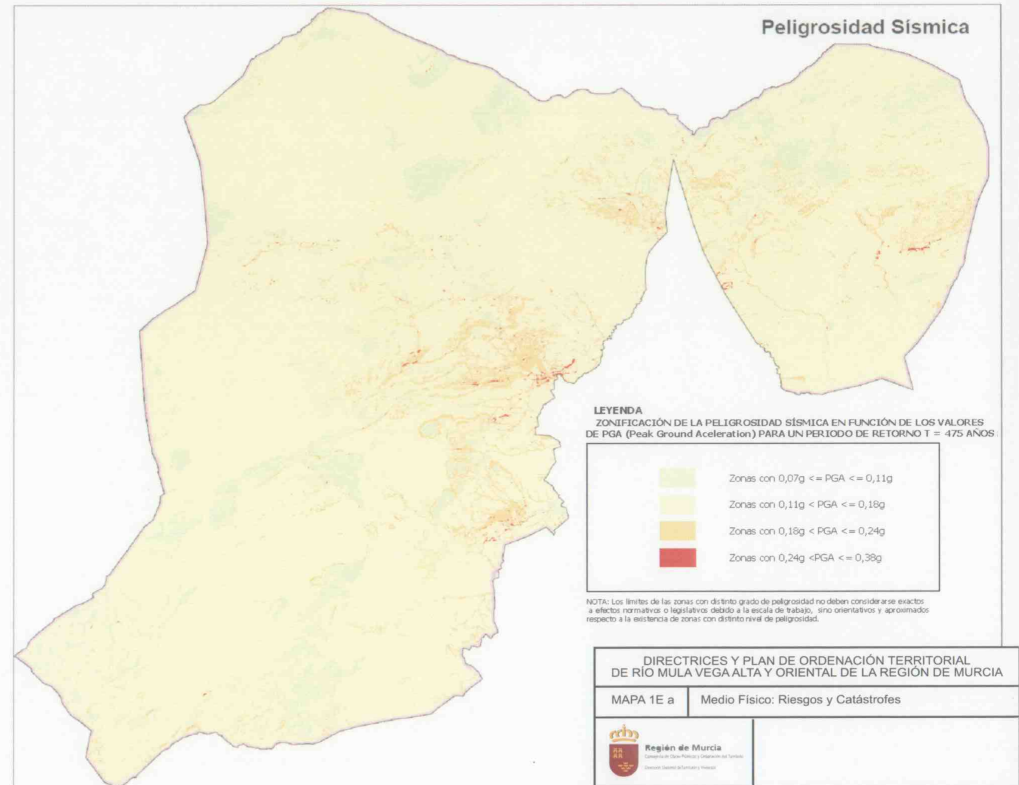 Peligrosidad Sísmica
LEYENDA
ZONIFICACIÓN DE LA PELIGROSIDAD SÍSMICA EN FUNCIÓN DE LOS VALORES
DE PGA (Peak Ground Aceleration) PARA UN PERIODO DE RETORNO T = 475 AÑOS
Zonas con 0,07g <= PGA <= 0,11g
Zonas con 0,11g < PGA <= 0,18g
Zonas con 0,18g < PGA <= 0,24g
Zonas con 0,24g <PGA <= 0,38g
NOTA: Los límites de las zonas con distinto grado de peligrosidad no deben considerarse exactos
a efectos normativos o legislativos debido a la escala de trabajo, sino orientativos y aproximados
respecto a la existencia de zonas con distinto nivel de peligrosidad.
DIRECTRICES Y PLAN DE ORDENACIÓN TERRITORIAL
DE RÍO MULA VEGA ALTA Y ORIENTAL DE LA REGIÓN DE MURCIA
MAPA 1E a
Medio Físico: Riesgos y Catástrofes
Región de Murcia